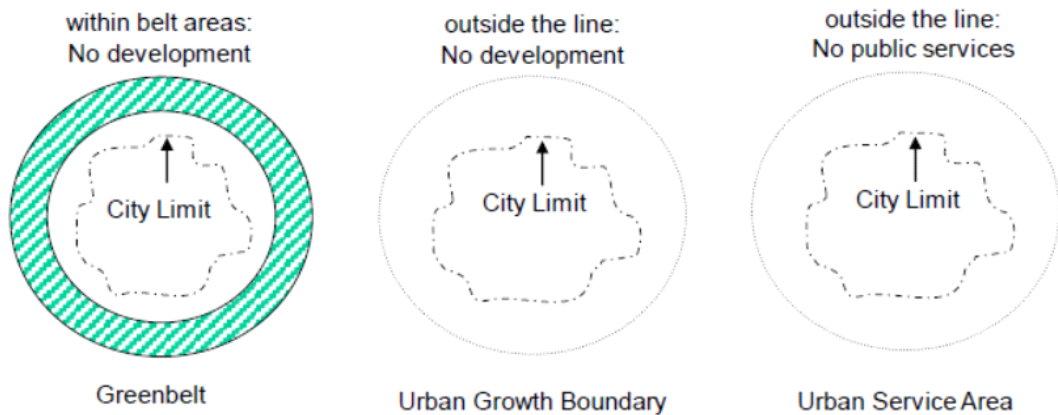 within belt areas:
No development
City Limit
Greenbelt
outside the line:
No development
City Limit
Urban Growth Boundary
outside the line:
No public services
City Limit
Urban Service Area